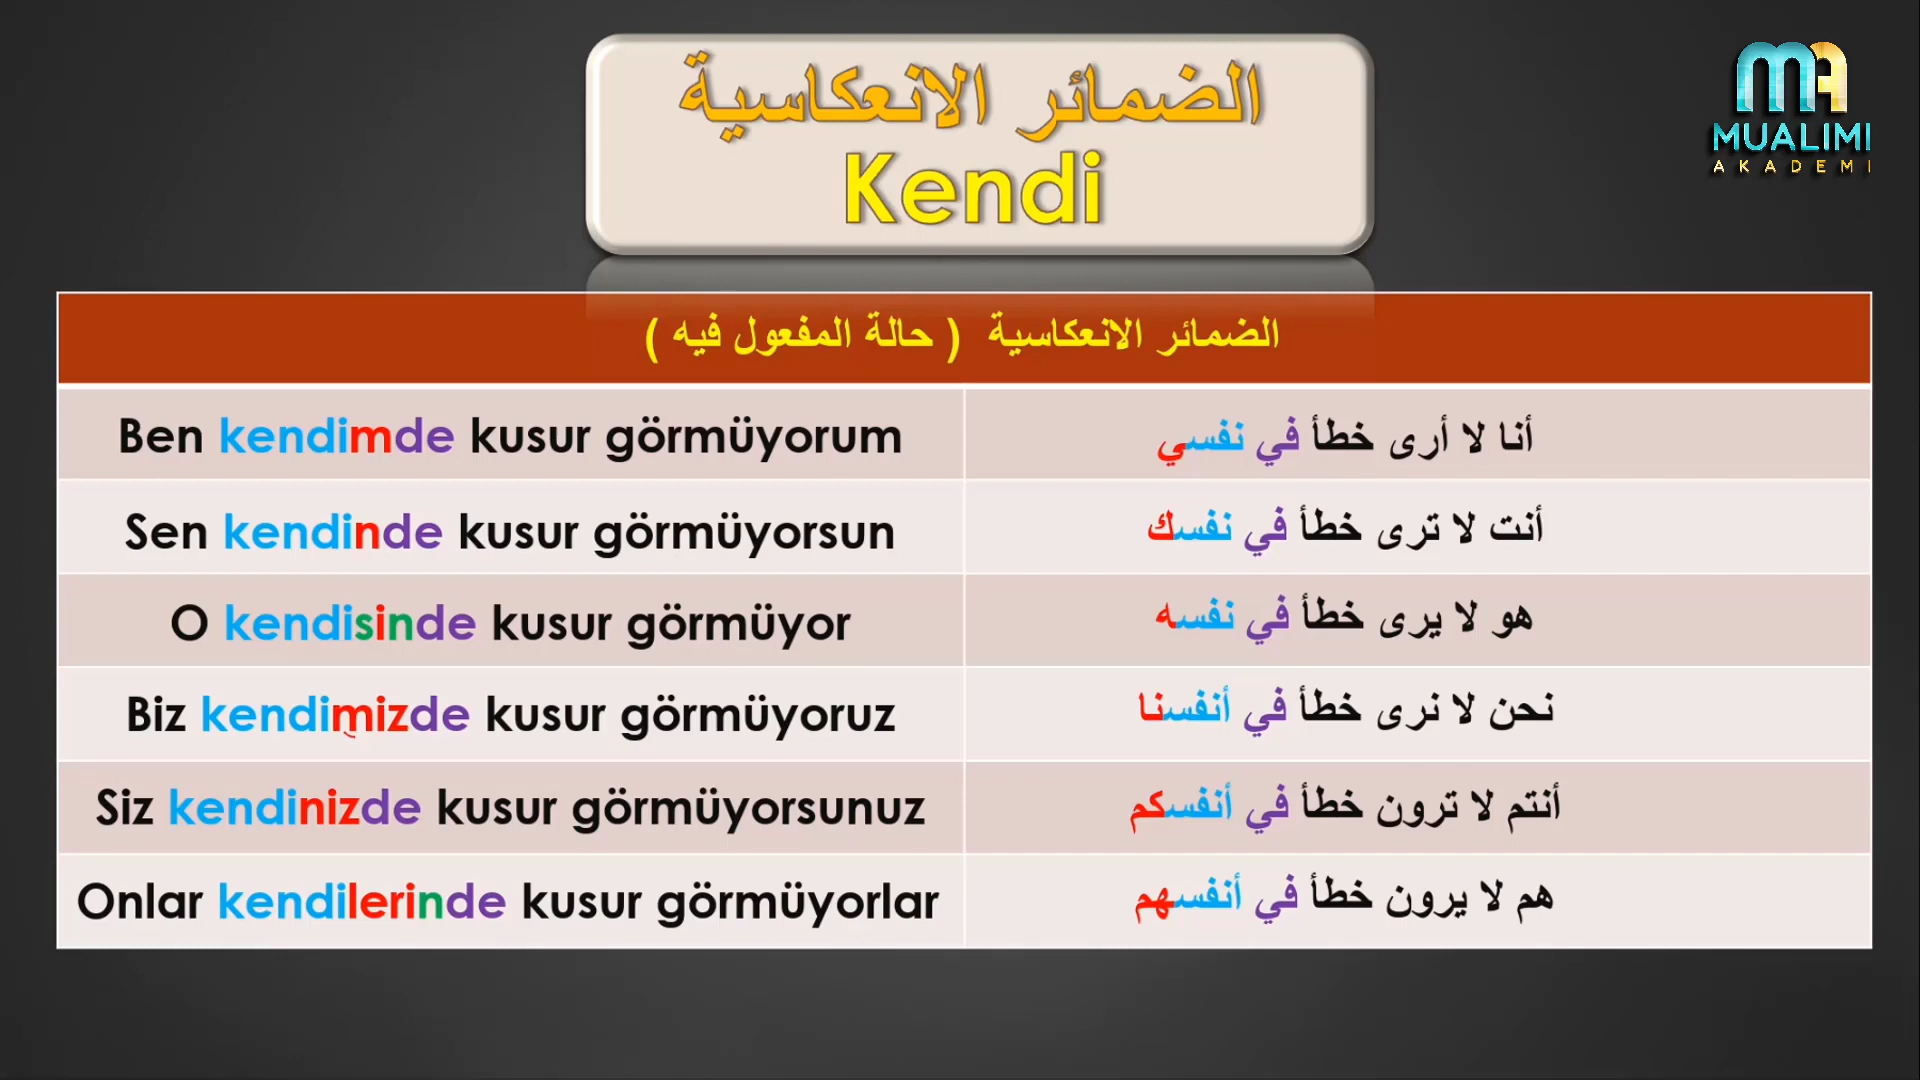 الضمائر الانعكاسية
Kendi
MA
MUALIMI
AKADEMI
الضمائر الانعكاسية ( حالة المفعول فيه )
Ben kendimde kusur görmüyorum
أنا لا أرى خطأ في نفسي
Sen kendinde kusur görmüyorsun
أنت لا ترى خطأ في نفسك
O kendisinde kusur görmüyor
هو لا يرى خطأ في نفسه
Biz kendimizde kusur görmüyoruz
نحن لا نرى خطأ في أنفسنا
Siz kendinizde kusur görmüyorsunuz
أنتم لا ترون خطأ في أنفسكم
Onlar kendilerinde kusur görmüyorlar
هم لا يرون خطأ في أنفسهم